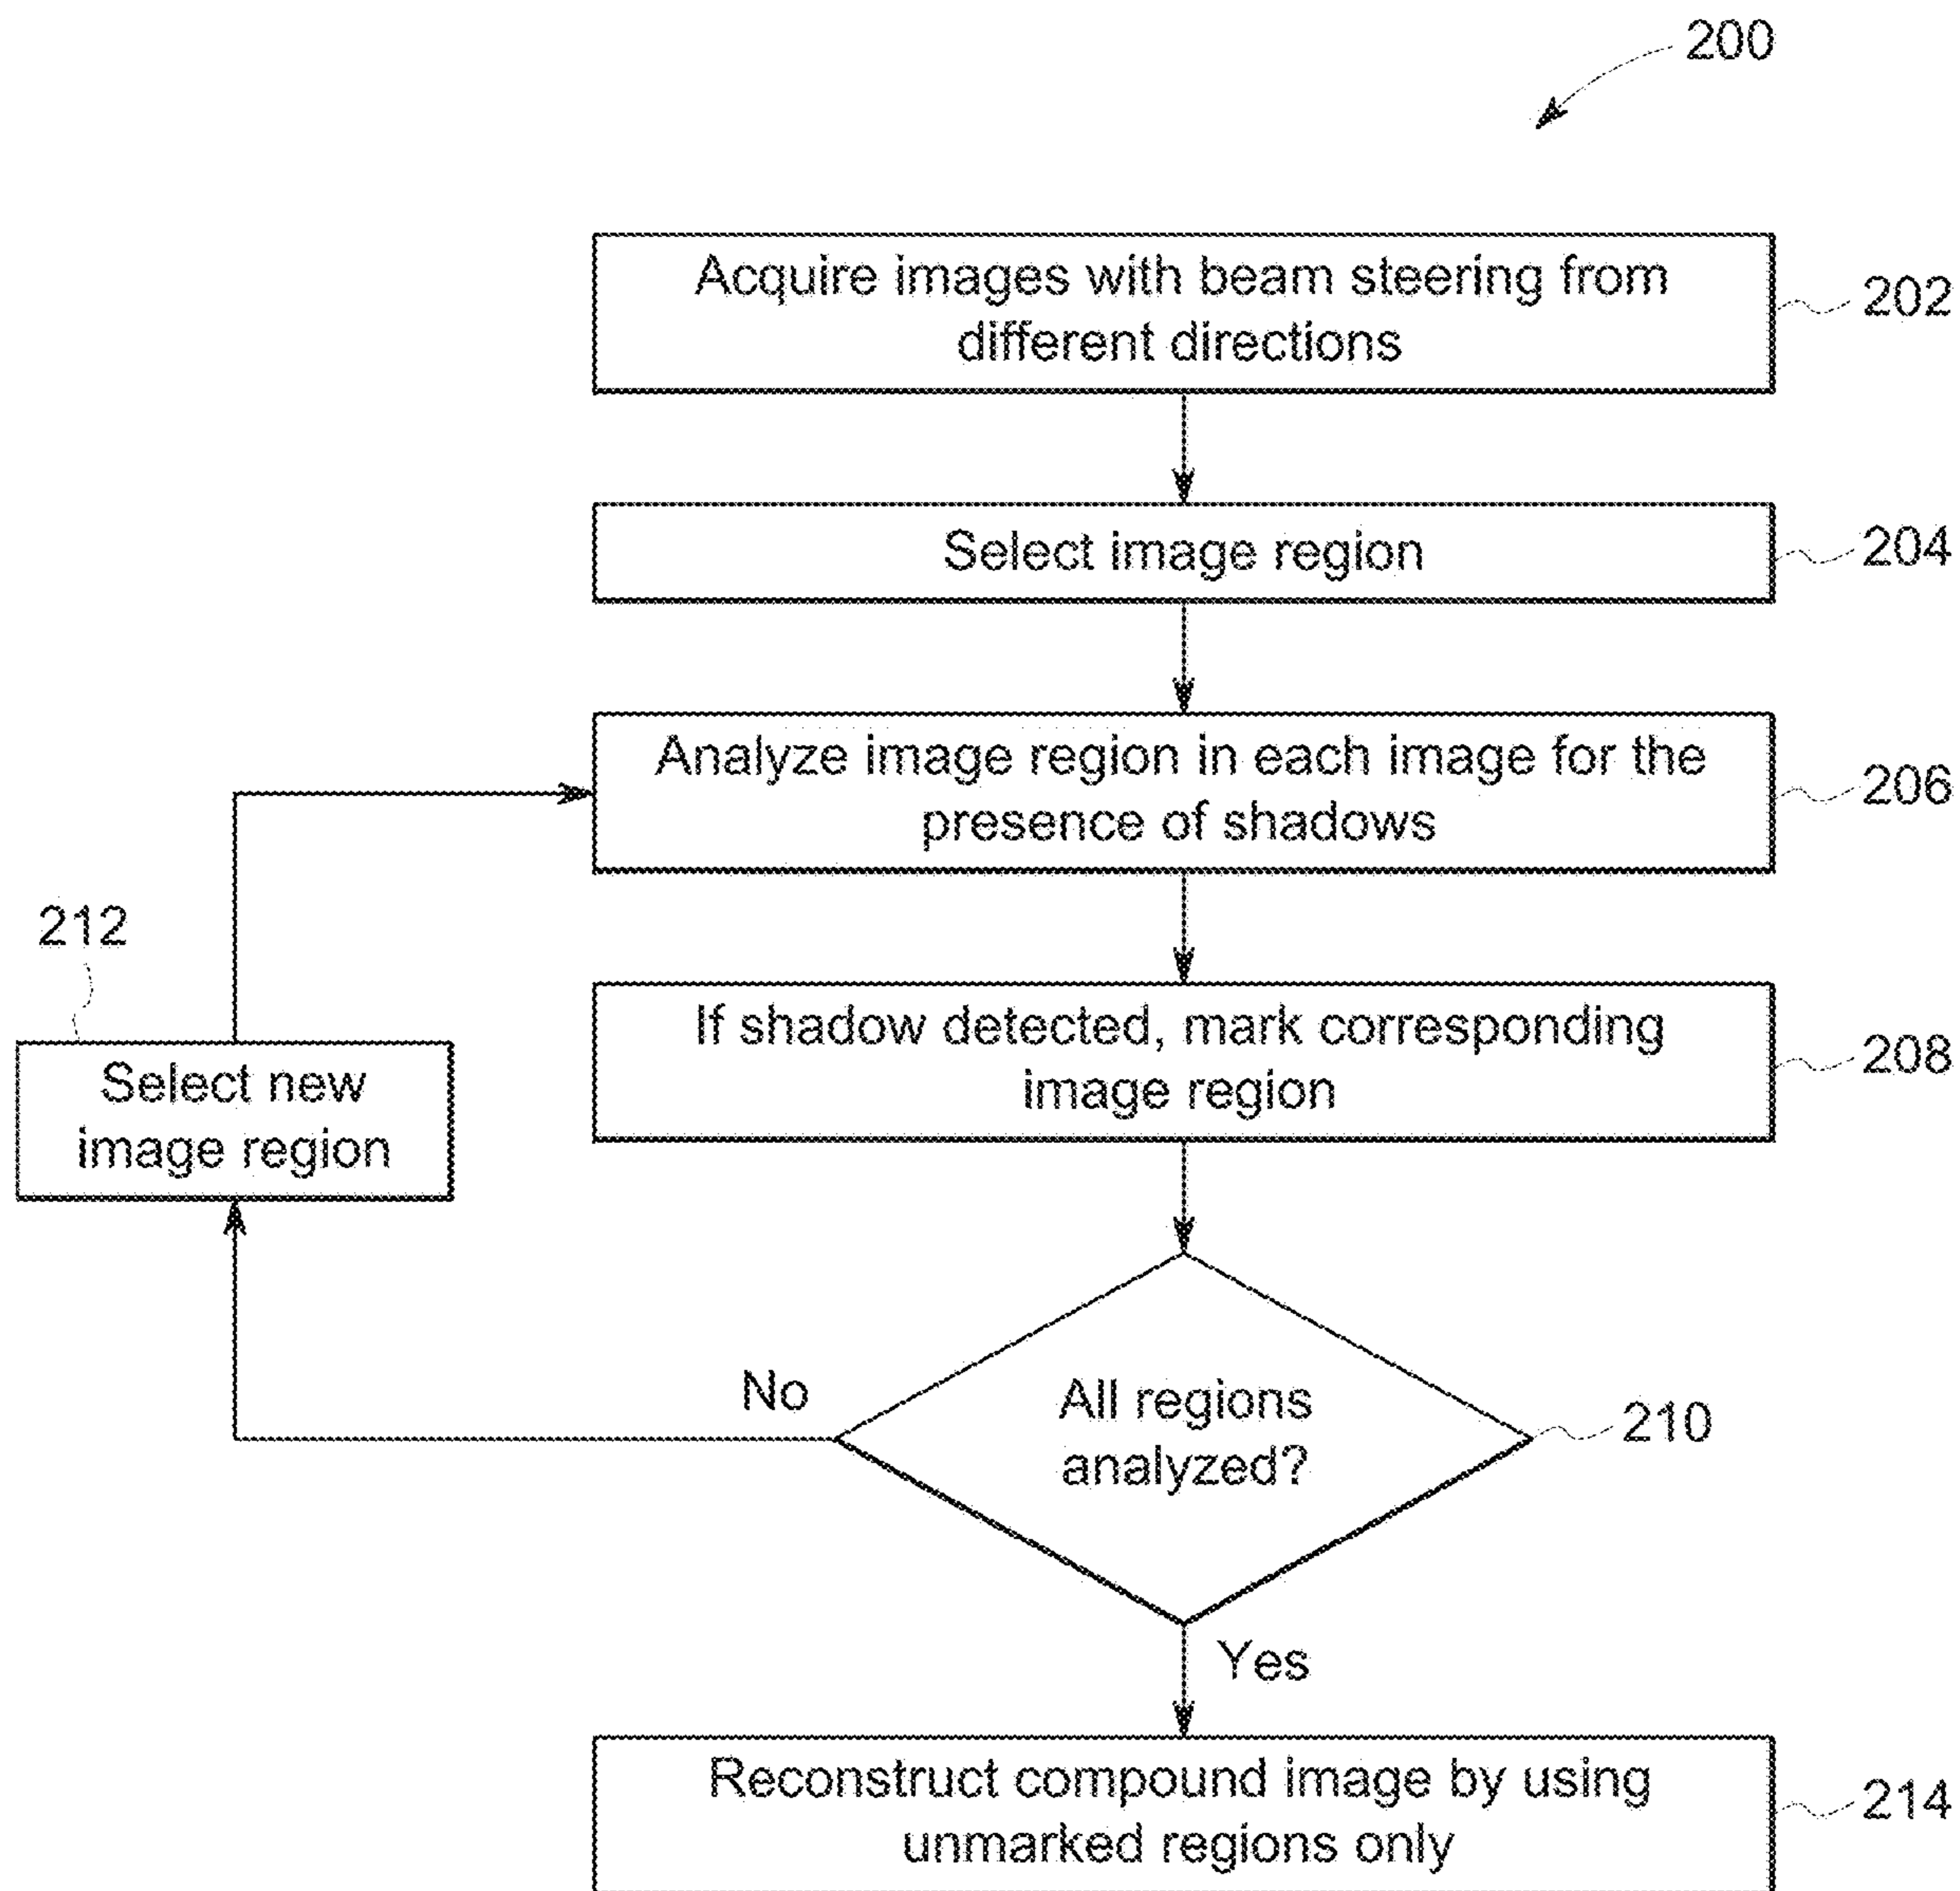 200
Acquire images with beam steering from
different directions
202
Select image region
204
Analyze image region in each image for the
presence of shadows
206
212
Select new
image region
If shadow detected, mark corresponding
image region
208
No
All regions
analyzed?
210
Yes
Reconstruct compound image by using
unmarked regions only
214